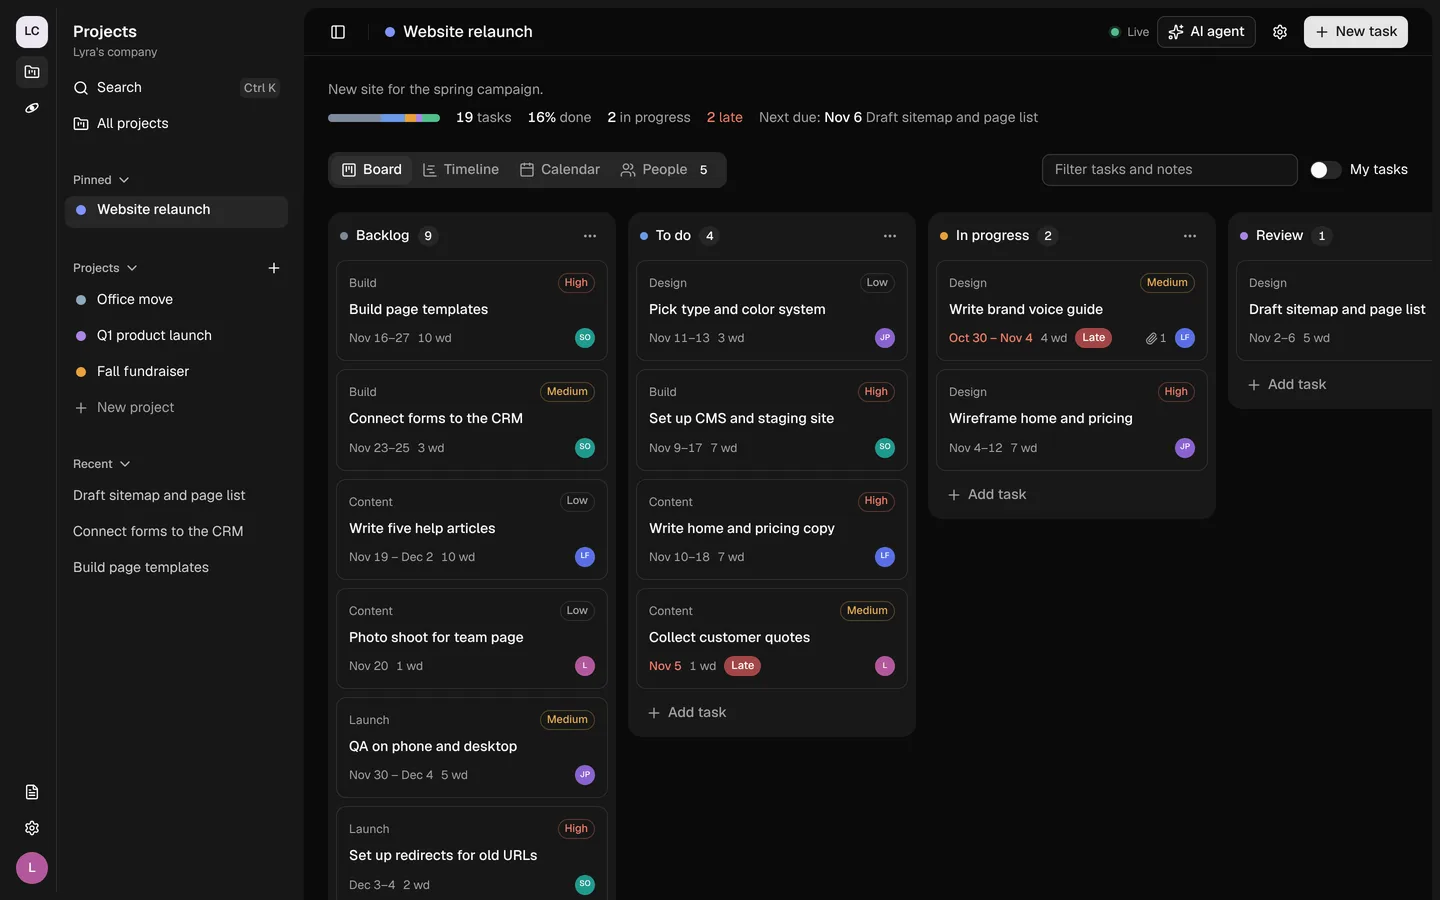 LC
Projects
Lyra's company
Search
Ctrl K
All projects
Pinned
Website relaunch
Projects
Office move
Q1 product launch
Fall fundraiser
New project
Recent
Draft sitemap and page list
Connect forms to the CRM
Build page templates
L
Website relaunch
Live
AI agent
New task
New site for the spring campaign.
19 tasks 16% done 2 in progress 2 late Next due: Nov 6 Draft sitemap and page list
Board
Timeline
Calendar
People 5
Filter tasks and notes
My tasks
Backlog 9
Build High
Build page templates
Nov 16–27 10 wd SO
Build Medium
Connect forms to the CRM
Nov 23–25 3 wd SO
Content Low
Write five help articles
Nov 19 – Dec 2 10 wd LF
Content Low
Photo shoot for team page
Nov 20 1 wd L
Launch Medium
QA on phone and desktop
Nov 30 – Dec 4 5 wd JP
Launch High
Set up redirects for old URLs
Dec 3–4 2 wd SO
To do 4
Design Low
Pick type and color system
Nov 11–13 3 wd JP
Build High
Set up CMS and staging site
Nov 9–17 7 wd SO
Content High
Write home and pricing copy
Nov 10–18 7 wd LF
Content Medium
Collect customer quotes
Nov 5 1 wd Late L
Add task
In progress 2
Design Medium
Write brand voice guide
Oct 30 – Nov 4 4 wd Late 1 LF
Design High
Wireframe home and pricing
Nov 4–12 7 wd JP
Add task
Review 1
Design
Draft sitemap and page list
Nov 2–6 5 wd
Add task